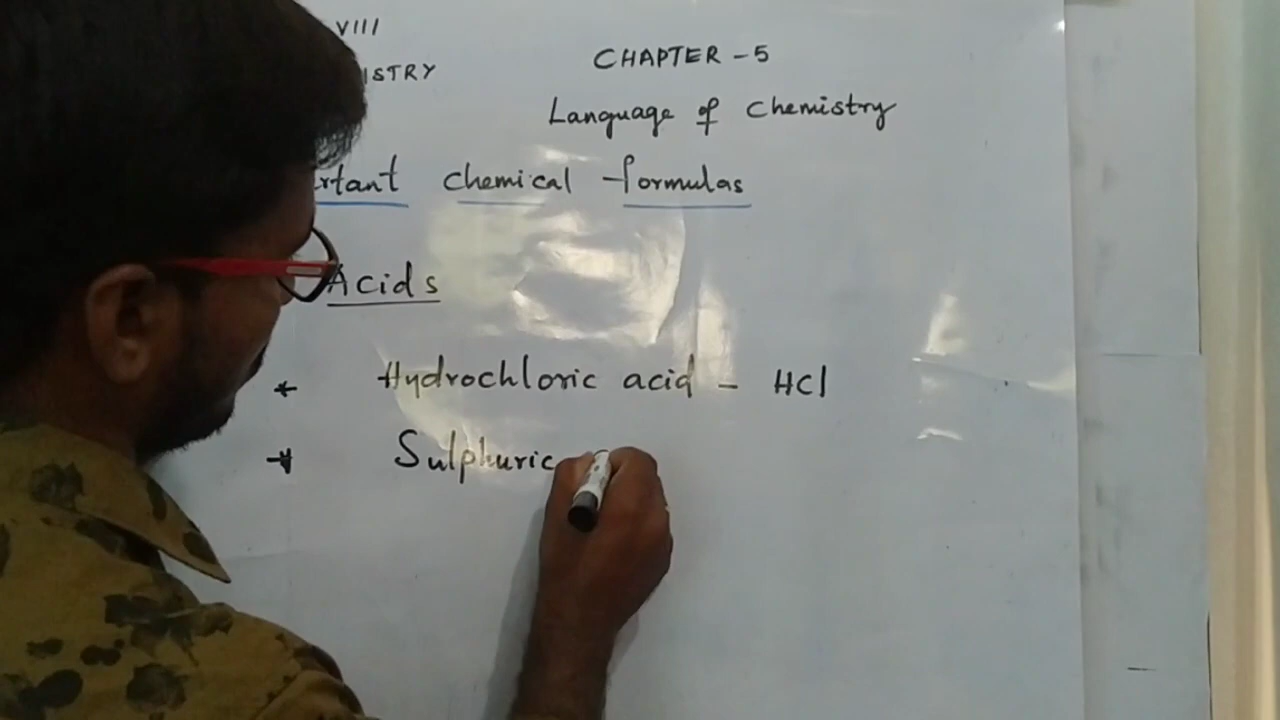 VIII
ISTRY
CHAPTER - 5
Language of Chemistry
rtant chemical formulas
Acids
* Hydrochloric acid - HCl
* Sulphuric